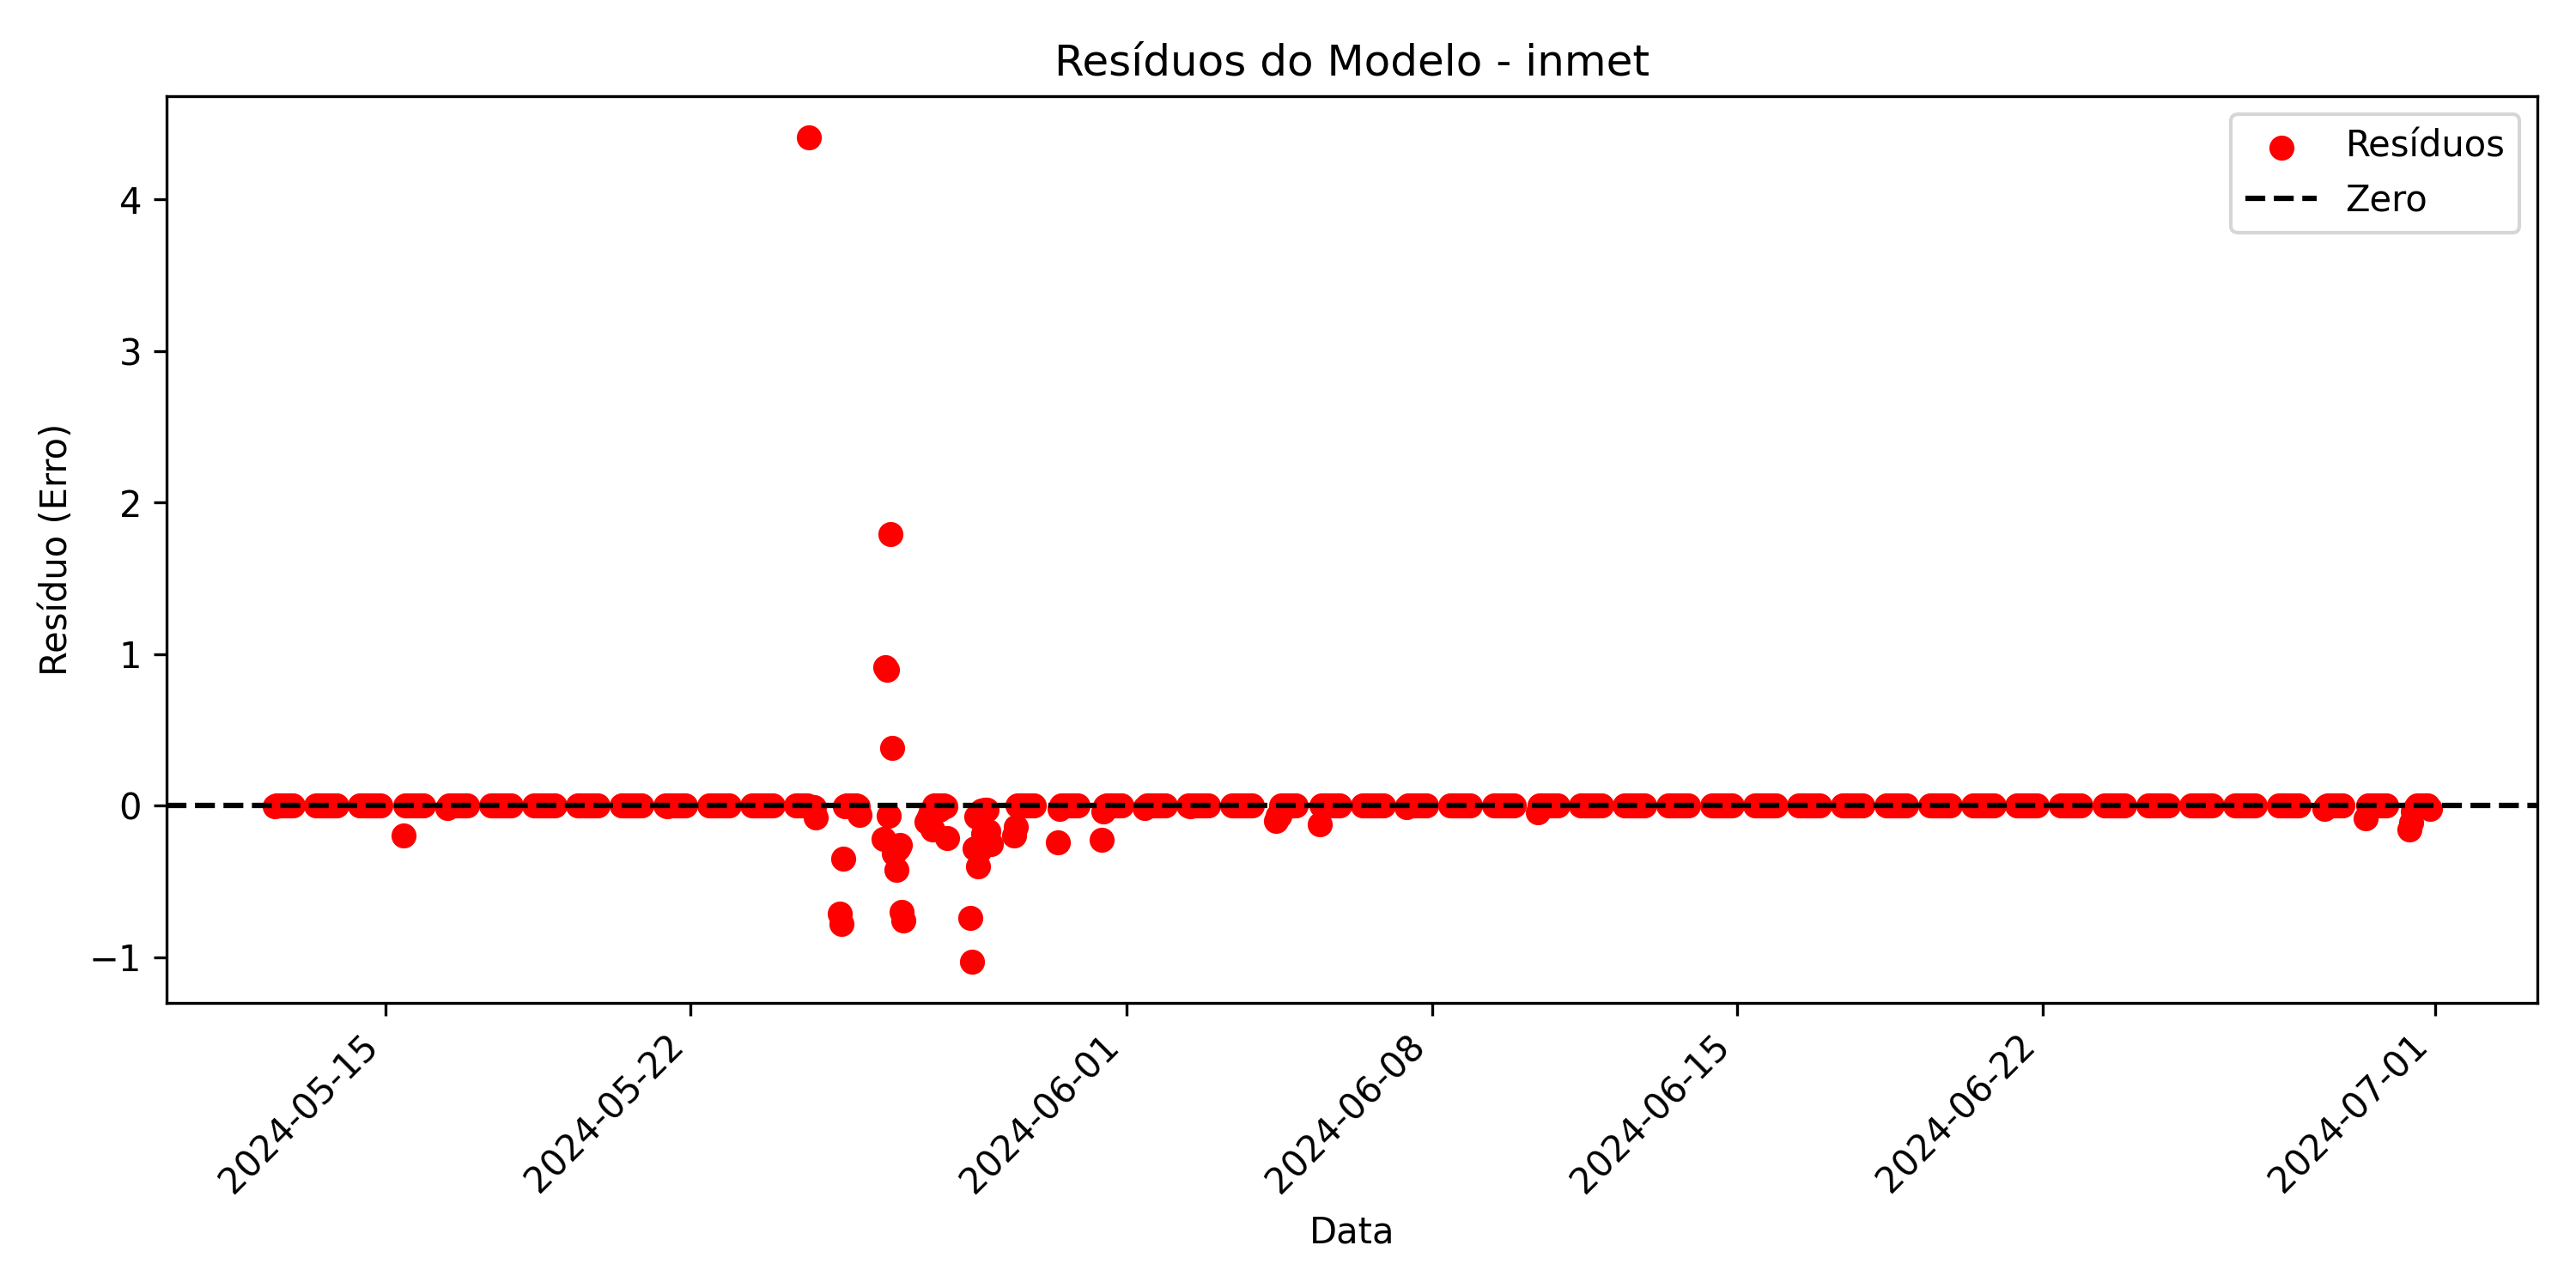 Resíduos do Modelo - inmet
Resíduos
Zero
Resíduo (Erro)
4
3
2
1
0
−1
2024-05-15
2024-05-22
2024-06-01
2024-06-08
2024-06-15
2024-06-22
2024-07-01
Data